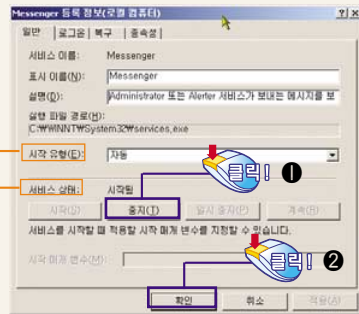 Messenger 등록 정보(로컬 컴퓨터)
일반 로그온 복구 종속성
서비스 이름: Messenger
표시 이름(N): Messenger
설명(D): Administrator 또는 Alerter 서비스가 보내는 메시지를 보
실행 파일 경로(H):
C:\WINNT\System32\services.exe
시작 유형(E): 자동
서비스 상태: 시작됨
클릭! ❶
시작(S) 중지(T) 일시 중지(P) 계속(R)
서비스를 시작할 때 적용할 시작 매개 변수를 지정할 수 있습니다.
시작 매개 변수(M):
클릭! ❷
확인 취소 적용(A)